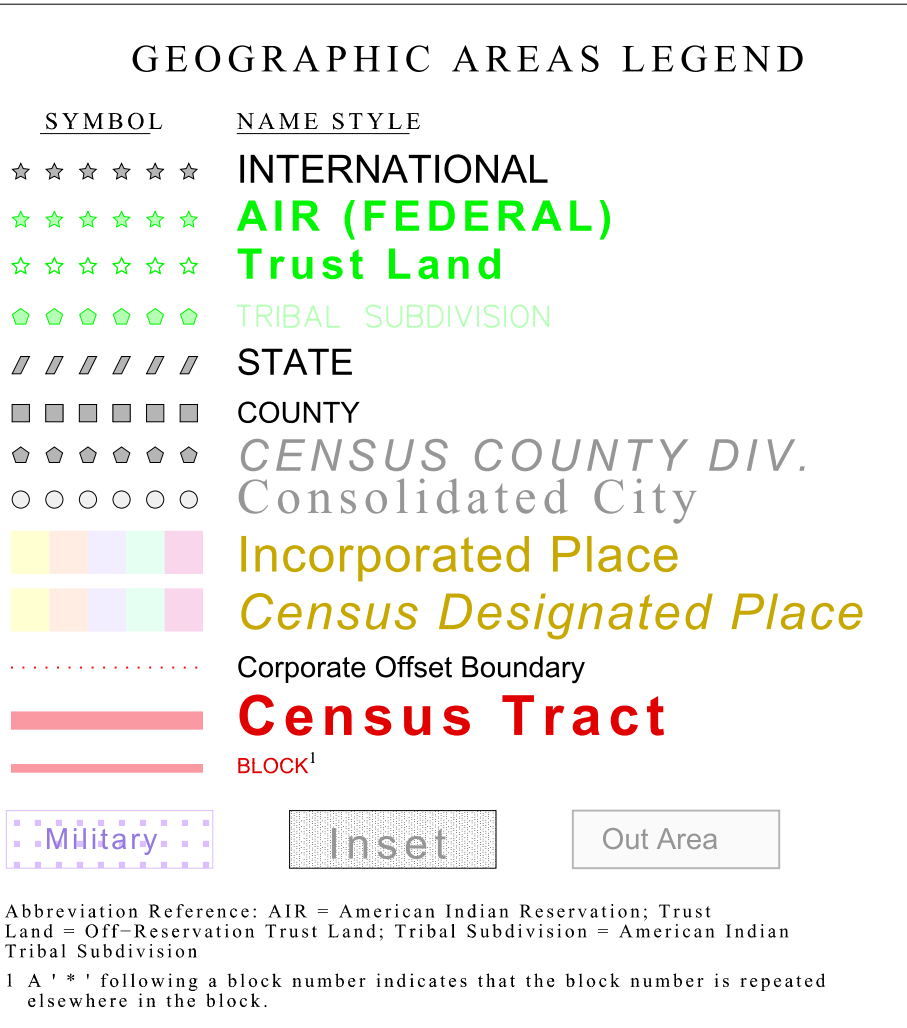 GEOGRAPHIC AREAS LEGEND
SYMBOL NAME STYLE
INTERNATIONAL
AIR (FEDERAL)
Trust Land
TRIBAL SUBDIVISION
STATE
COUNTY
CENSUS COUNTY DIV.
Consolidated City
Incorporated Place
Census Designated Place
Corporate Offset Boundary
Census Tract
BLOCK¹
Military Inset Out Area
Abbreviation Reference: AIR = American Indian Reservation; Trust
Land = Off−Reservation Trust Land; Tribal Subdivision = American Indian
Tribal Subdivision
1 A ' * ' following a block number indicates that the block number is repeated
elsewhere in the block.